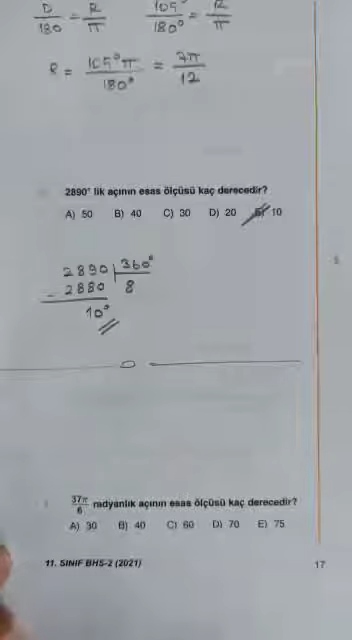 D/180 = R/π 105°/180° = R/π
R = 105°π/180° = 7π/12
2890° lik açının esas ölçüsü kaç derecedir?
A) 50 B) 40 C) 30 D) 20 E) 10
2890 | 360°
- 2880 8
10°
37π/6 radyanlık açının esas ölçüsü kaç derecedir?
A) 30 B) 40 C) 60 D) 70 E) 75
11. SINIF BHS-2 (2021) 17